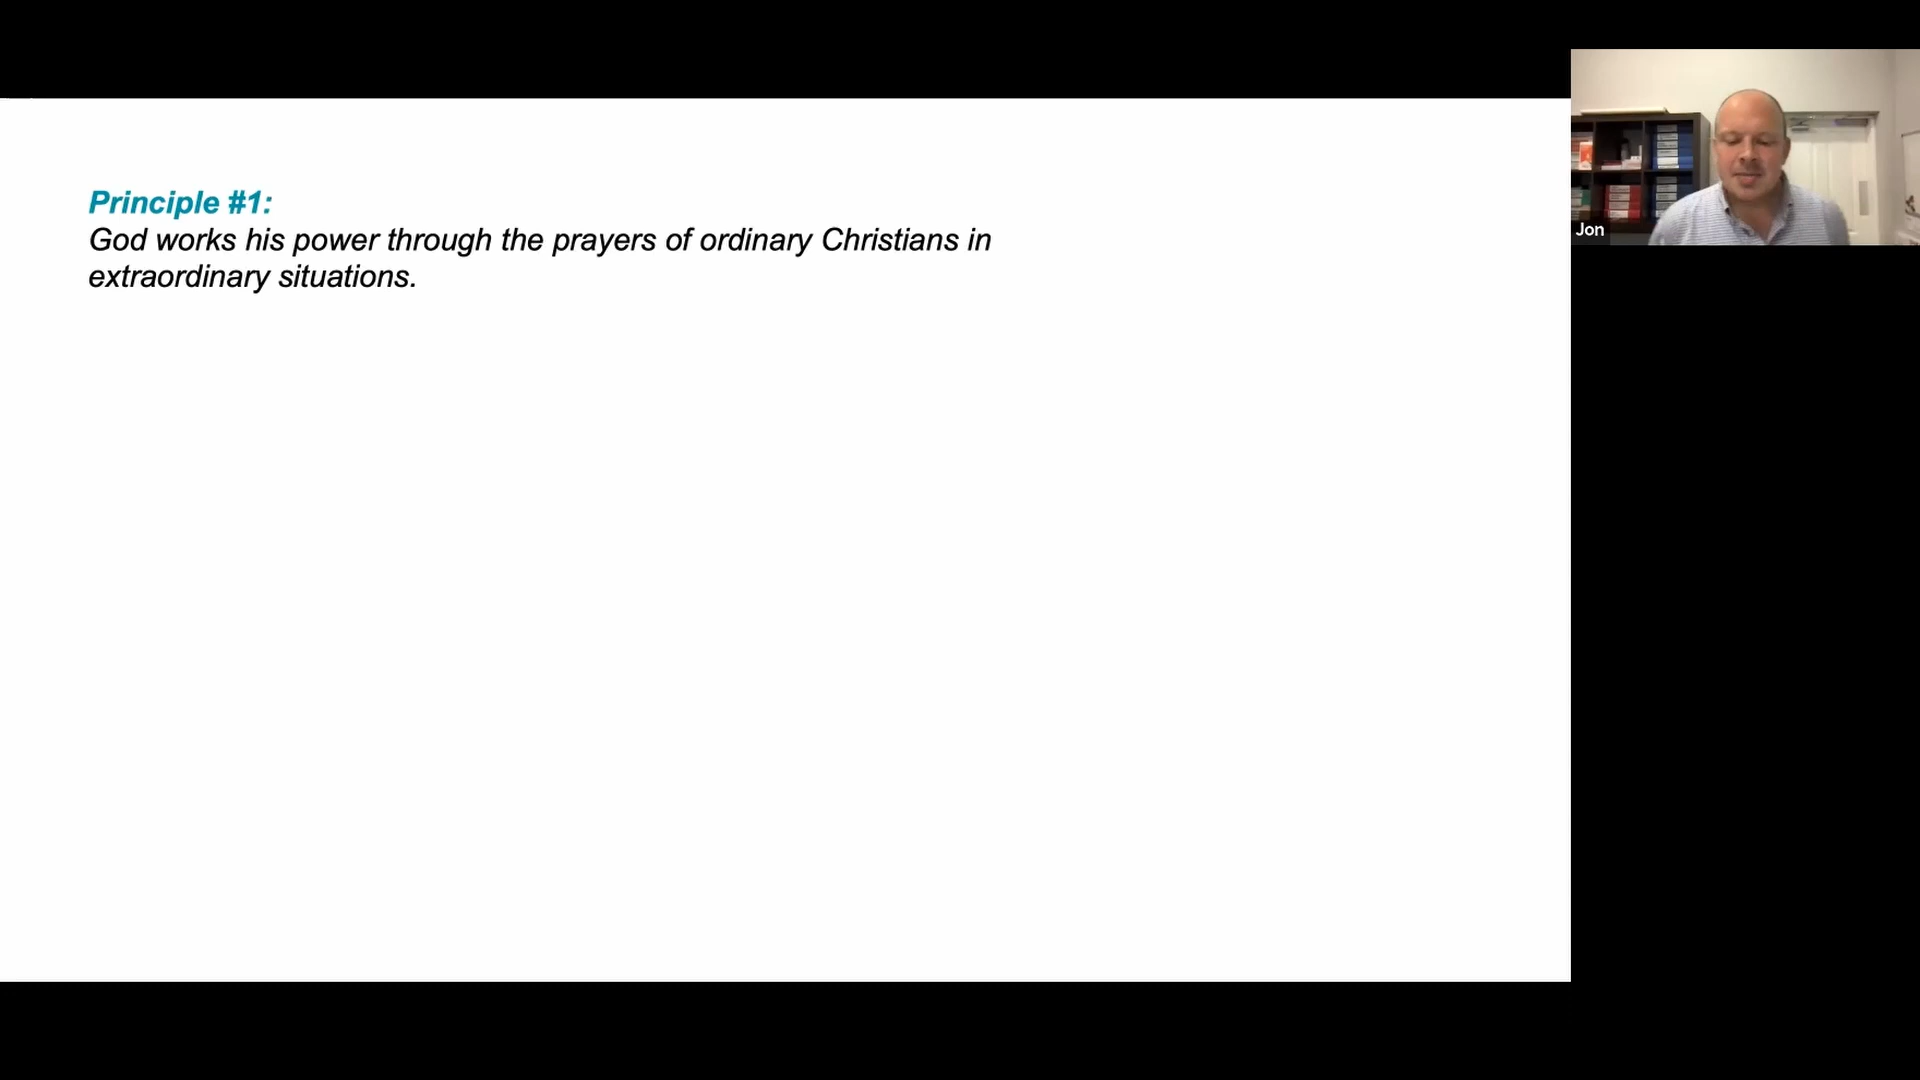 Principle #1:
God works his power through the prayers of ordinary Christians in
extraordinary situations.
Jon